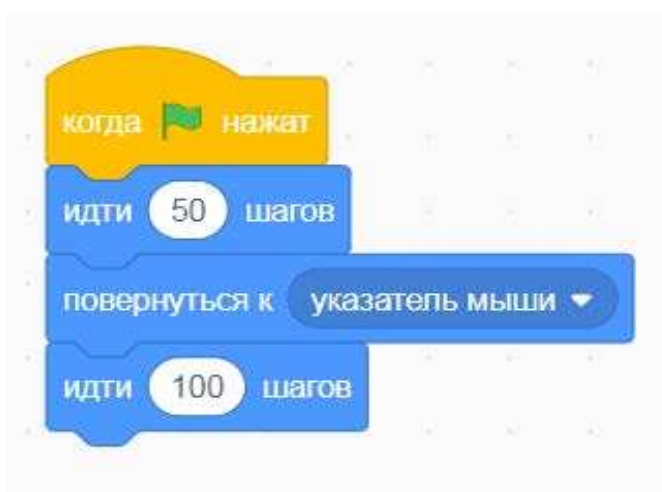 когда нажат
идти 50 шагов
повернуться к указатель мыши
идти 100 шагов